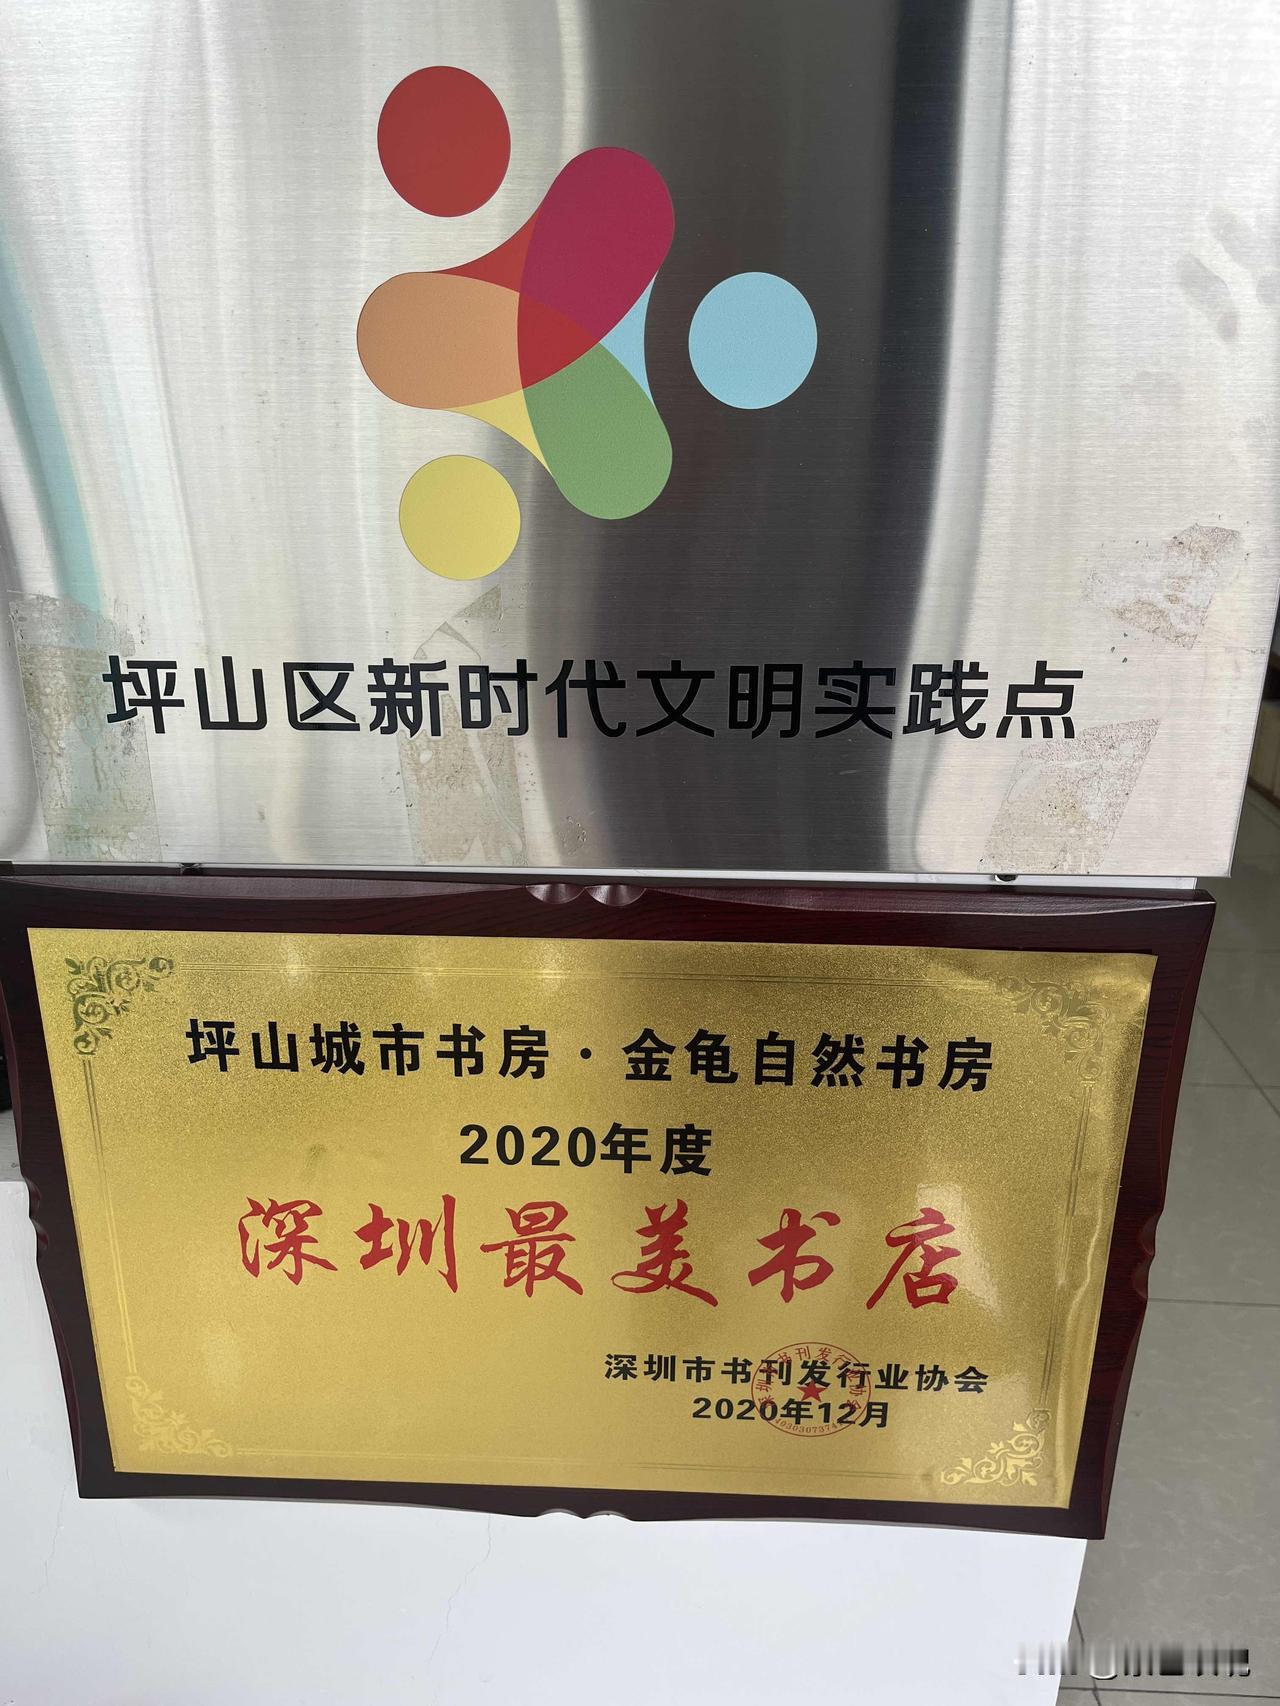 坪山区新时代文明实践点
坪山城市书房·金龟自然书房
2020年度
深圳最美书店
深圳市书刊发行业协会
2020年12月